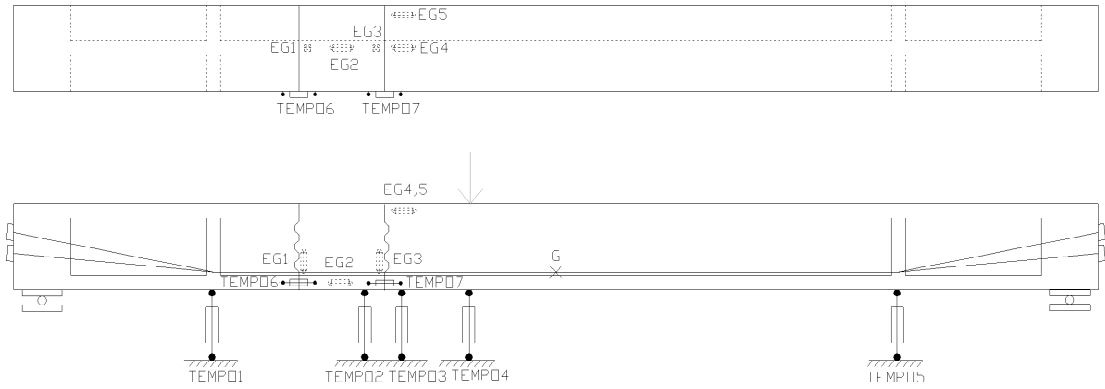 EG5
EG3
EG1 EG4
EG2
TEMPO6 TEMPO7
EG4,5
G
EG1 EG2 EG3
TEMPO6 TEMPO7
TEMPO1 TEMPO2 TEMPO3 TEMPO4 TEMPO5